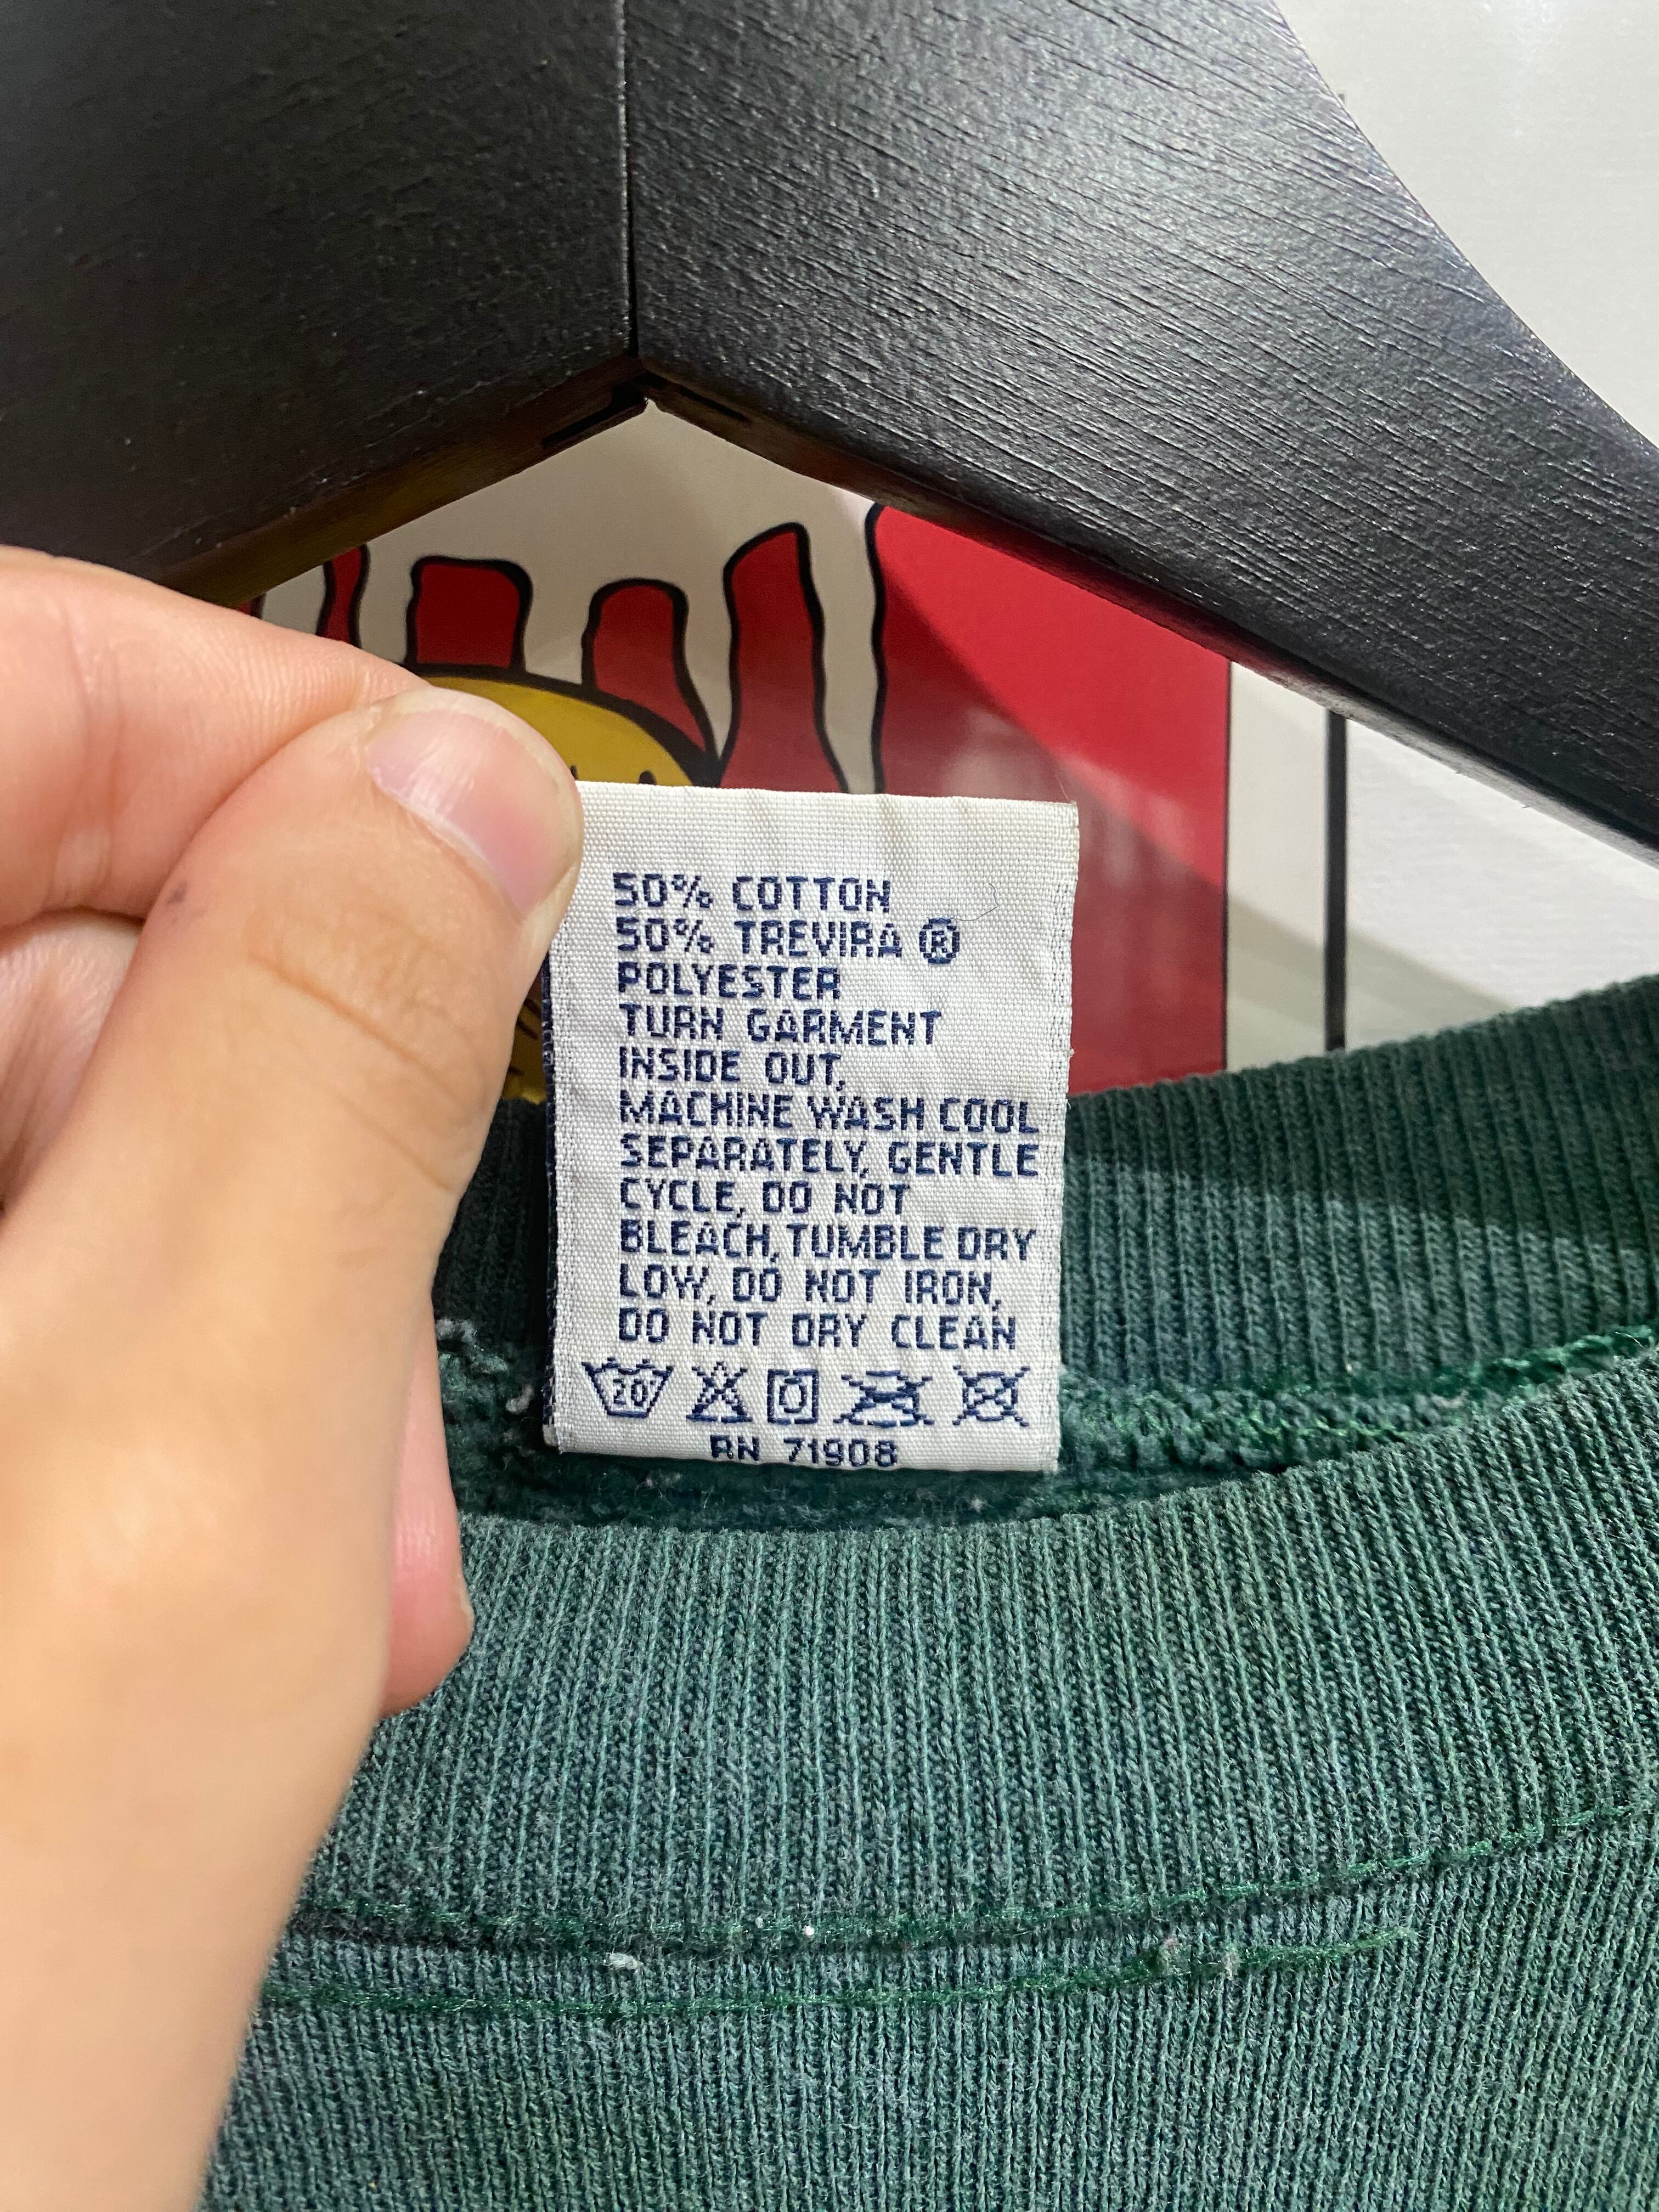 50% COTTON
50% TREVIRA ®
POLYESTER
TURN GARMENT
INSIDE OUT,
MACHINE WASH COOL
SEPARATELY, GENTLE
CYCLE, DO NOT
BLEACH, TUMBLE DRY
LOW, DO NOT IRON,
DO NOT DRY CLEAN
20
RN 71908